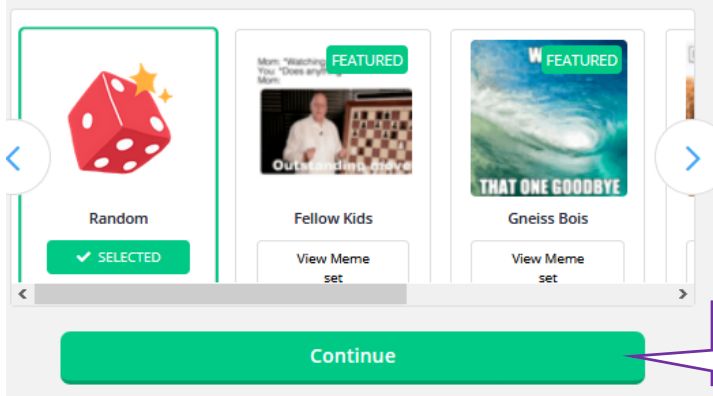 Mom: "Watching
You: "Does anything
Mom:
FEATURED
Outstanding move
FEATURED
THAT ONE GOODBYE
Random
Fellow Kids
Gneiss Bois
SELECTED
View Meme
set
View Meme
set
Continue